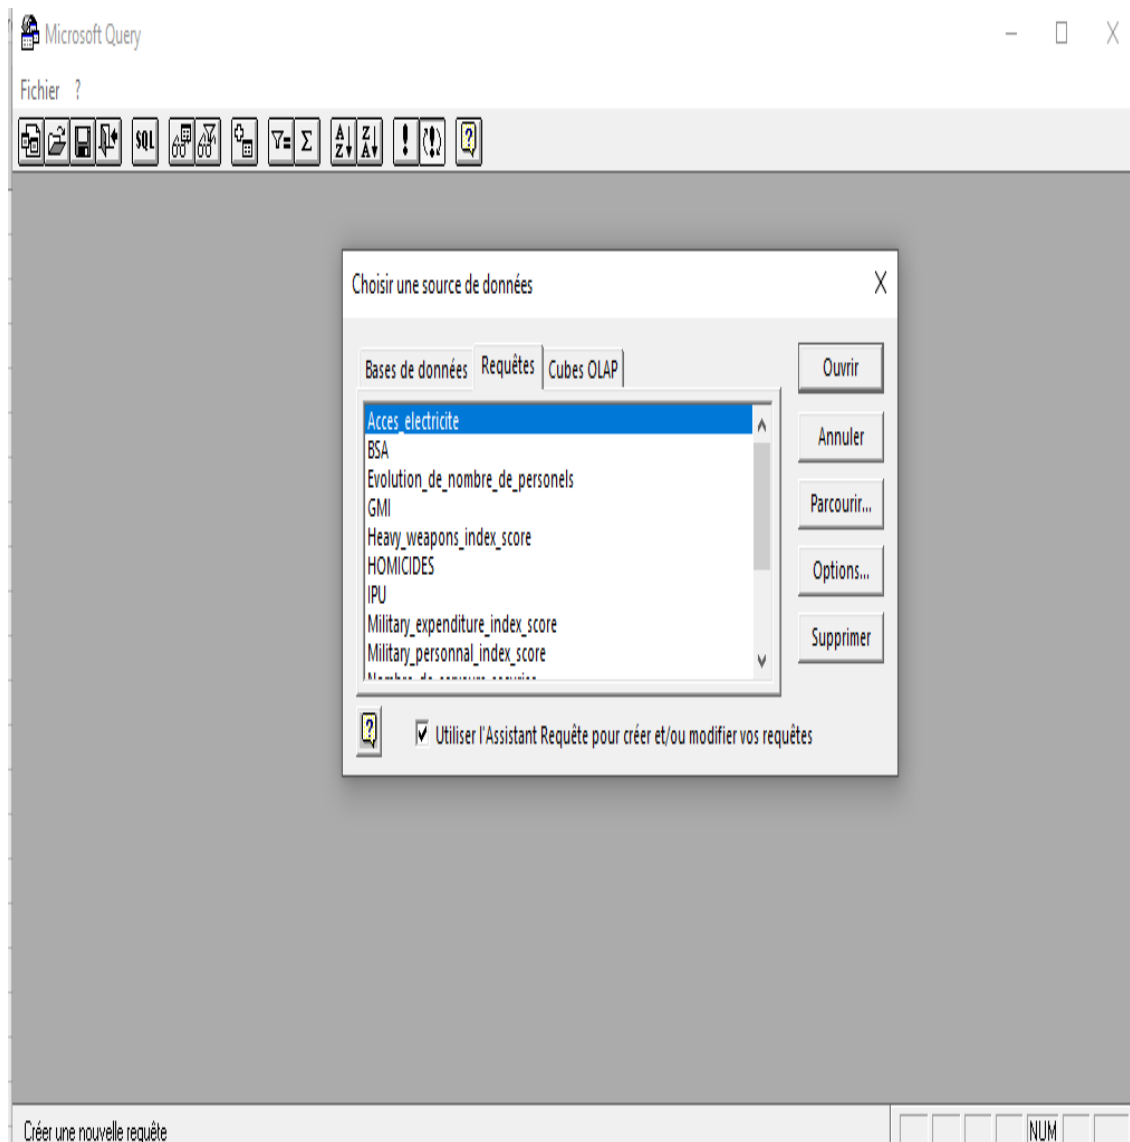 Microsoft Query
Fichier ?
SQL
Choisir une source de données
Bases de données Requêtes Cubes OLAP
Ouvrir
Acces_electricite
Annuler
BSA
Evolution_de_nombre_de_personels
Parcourir...
GMI
Heavy_weapons_index_score
HOMICIDES
Options...
IPU
Military_expenditure_index_score
Supprimer
Military_personnal_index_score
Utiliser l'Assistant Requête pour créer et/ou modifier vos requêtes
Créer une nouvelle requête
NUM